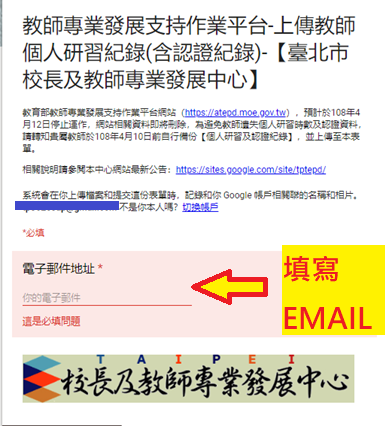 教師專業發展支持作業平台-上傳教師
個人研習紀錄(含認證紀錄)-【臺北市
校長及教師專業發展中心】
教育部教師專業發展支持作業平台網站（https://atepd.moe.gov.tw），預計於108年4
月12日停止運作，網站相關資料即將刪除，為避免教師遺失個人研習時數及認證資料，
請轉知貴屬教師於108年4月10日前自行備份【個人研習及認證紀錄】，並上傳至本表
單。
相關說明請參閱本中心網站最新公告：https://sites.google.com/site/tptepd/
系統會在你上傳檔案和提交這份表單時，記錄和你 Google 帳戶相關聯的名稱和相片。
不是你本人嗎? 切換帳戶
*必填
電子郵件地址 *
你的電子郵件
這是必填問題
填寫
EMAIL
TAIPEI
校長及教師專業發展中心